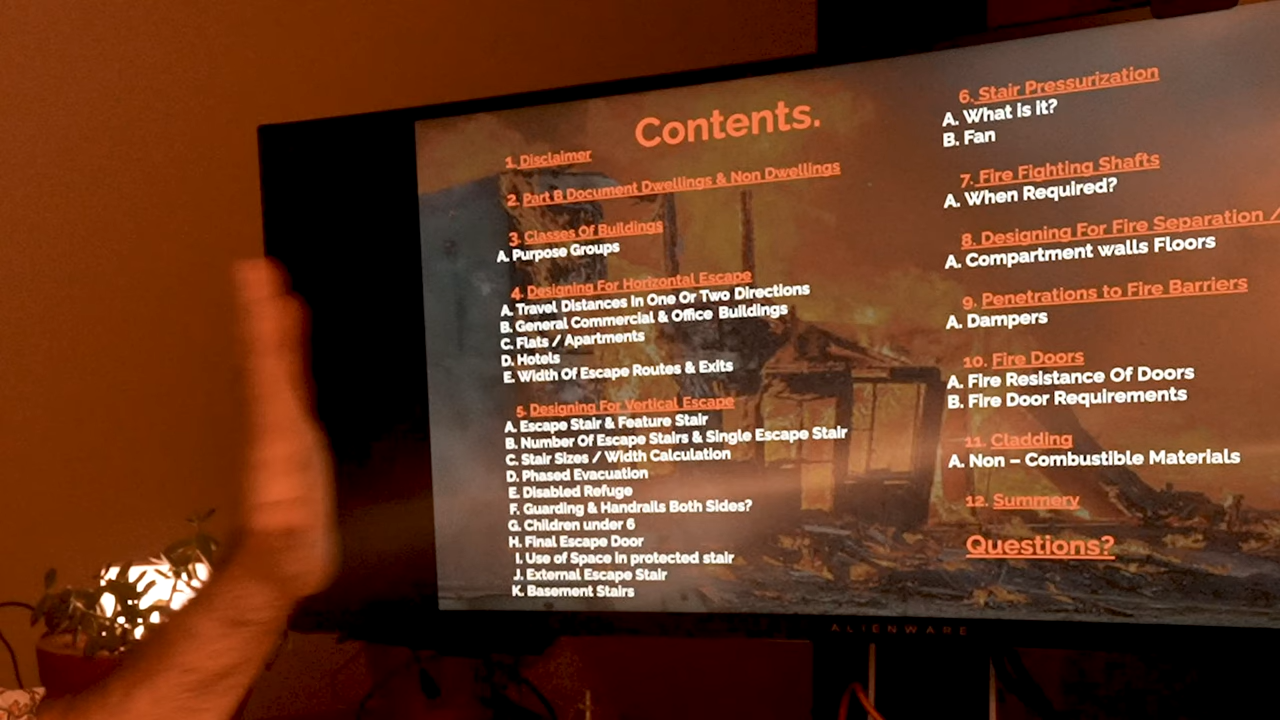 Contents.
1. Disclaimer
2. Part B Document Dwellings & Non Dwellings
3. Classes Of Buildings
A. Purpose Groups
4. Designing For Horizontal Escape
A. Travel Distances In One Or Two Directions
B. General Commercial & Office Buildings
C. Flats / Apartments
D. Hotels
E. Width Of Escape Routes & Exits
5. Designing For Vertical Escape
A. Escape Stair & Feature Stair
B. Number Of Escape Stairs & Single Escape Stair
C. Stair Sizes / Width Calculation
D. Phased Evacuation
E. Disabled Refuge
F. Guarding & Handrails Both Sides?
G. Children under 6
H. Final Escape Door
I. Use of Space in protected stair
J. External Escape Stair
K. Basement Stairs
6. Stair Pressurization
A. What is it?
B. Fan
7. Fire Fighting Shafts
A. When Required?
8. Designing For Fire Separation /
A. Compartment walls Floors
9. Penetrations to Fire Barriers
A. Dampers
10. Fire Doors
A. Fire Resistance Of Doors
B. Fire Door Requirements
11. Cladding
A. Non – Combustible Materials
12. Summery
Questions?
ALIENWARE